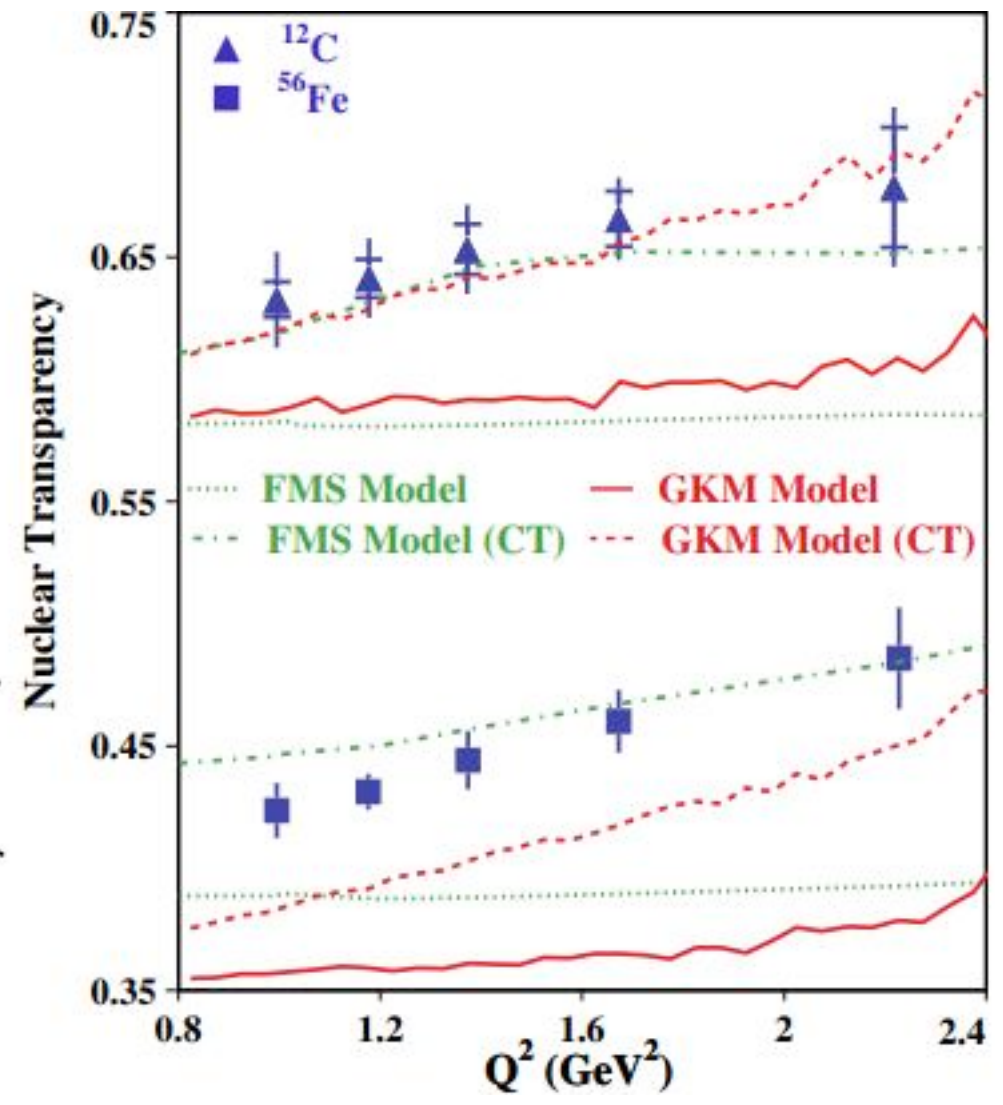 0.75
¹²C
⁵⁶Fe
0.65
Nuclear Transparency
FMS Model
GKM Model
0.55
FMS Model (CT)
GKM Model (CT)
0.45
0.35
0.8 1.2 1.6 2 2.4
Q² (GeV²)